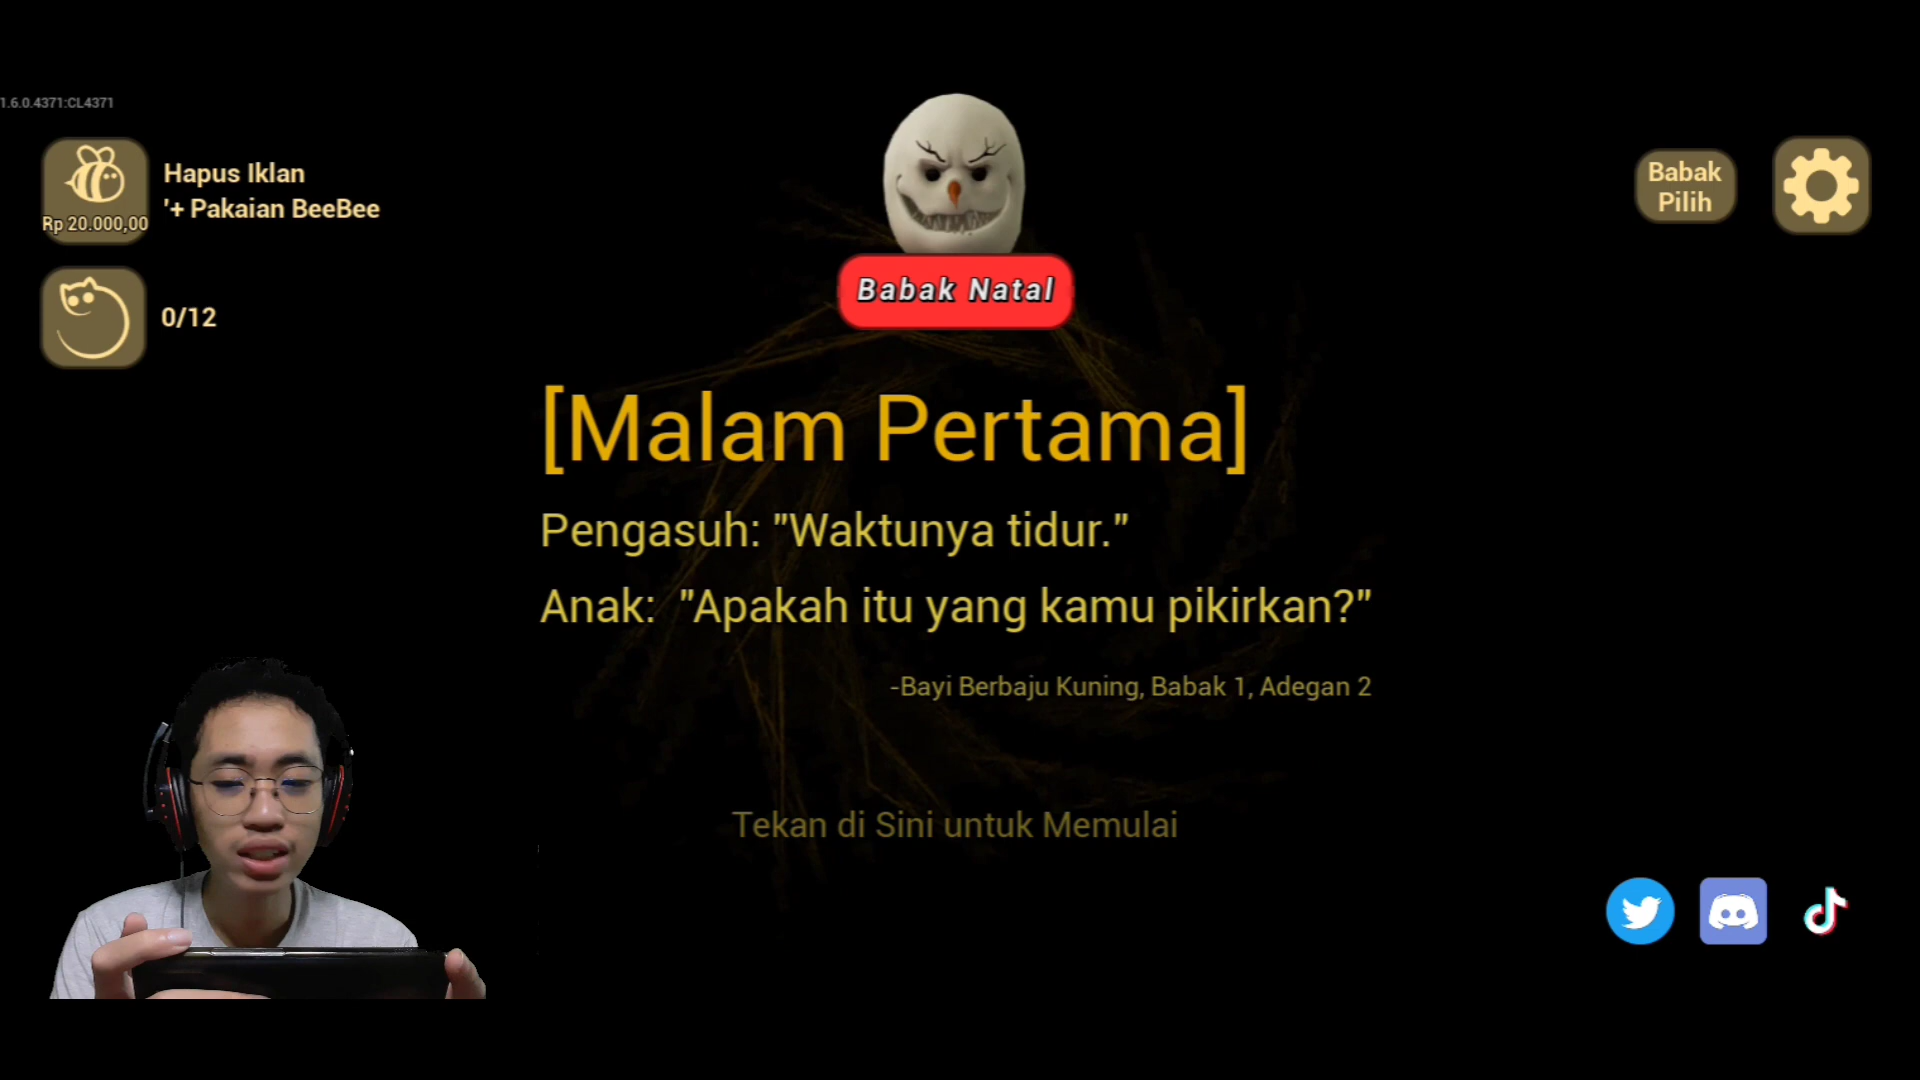 1.6.0.4371:CL4371
Hapus Iklan
'+ Pakaian BeeBee
Rp 20.000,00
0/12
Babak
Pilih
Babak Natal
[Malam Pertama]
Pengasuh: "Waktunya tidur."
Anak: "Apakah itu yang kamu pikirkan?"
-Bayi Berbaju Kuning, Babak 1, Adegan 2
Tekan di Sini untuk Memulai